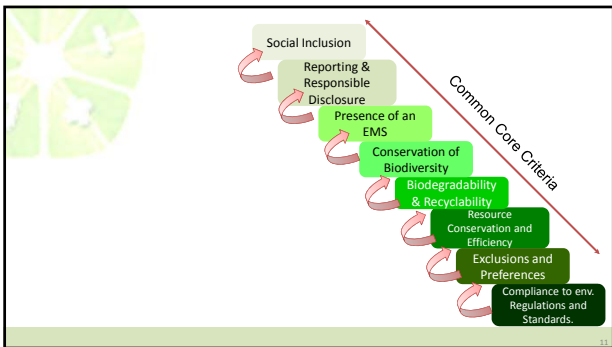 Social Inclusion
Reporting &
Responsible
Disclosure
Presence of an
EMS
Conservation of
Biodiversity
Biodegradability
& Recyclability
Resource
Conservation and
Efficiency
Exclusions and
Preferences
Compliance to env.
Regulations and
Standards.
Common Core Criteria
11